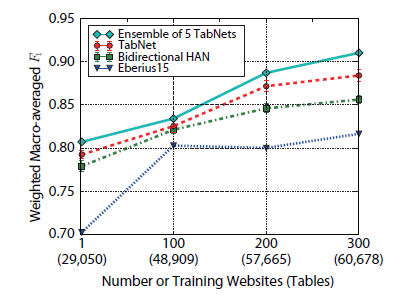 0.95
0.90
0.85
0.80
0.75
0.70
Weighted Macro-averaged F₁
Ensemble of 5 TabNets
TabNet
Bidirectional HAN
Eberius15
1 100 200 300
(29,050) (48,909) (57,665) (60,678)
Number or Training Websites (Tables)